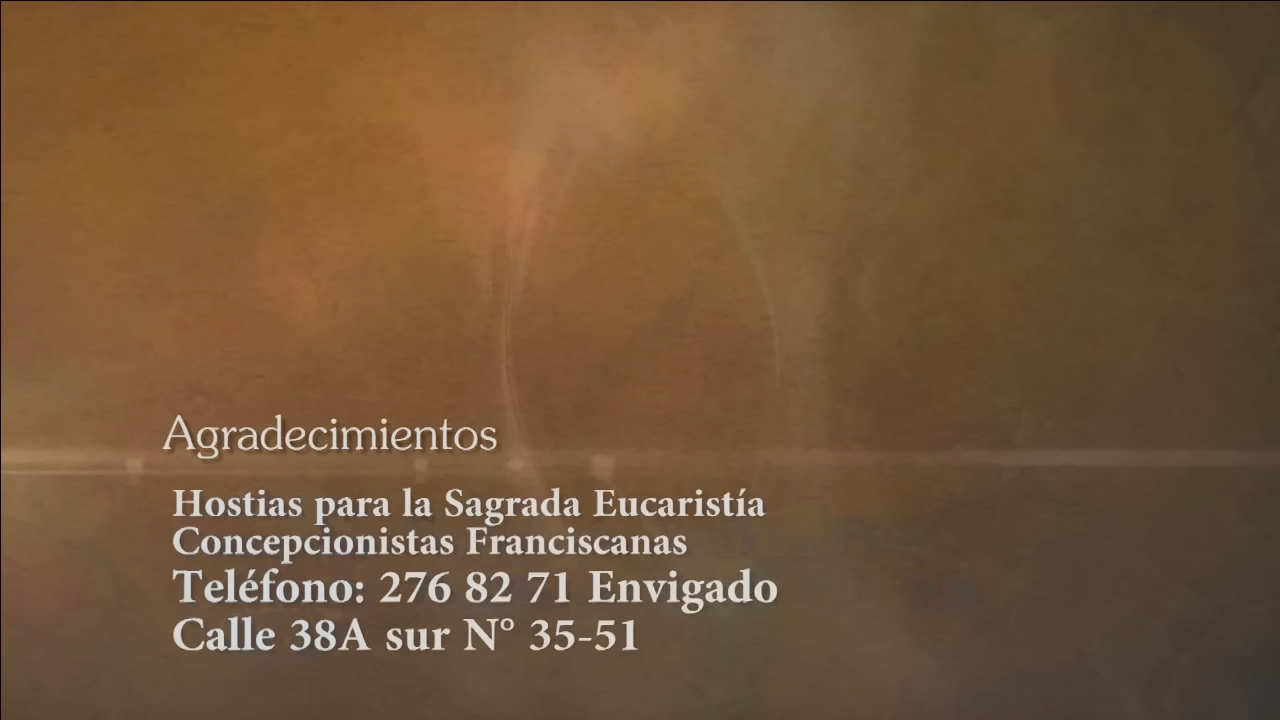 Agradecimientos
Hostias para la Sagrada Eucaristía
Concepcionistas Franciscanas
Teléfono: 276 82 71 Envigado
Calle 38A sur N° 35-51